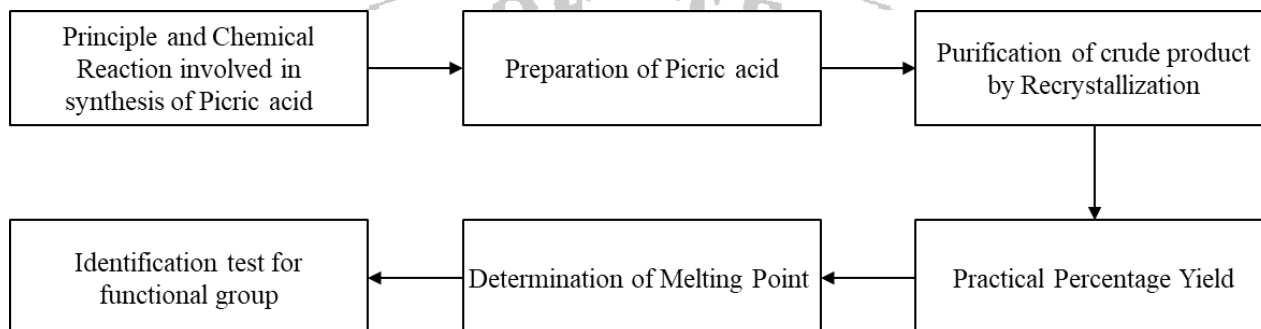 Principle and Chemical
Reaction involved in
synthesis of Picric acid
Preparation of Picric acid
Purification of crude product
by Recrystallization
Identification test for
functional group
Determination of Melting Point
Practical Percentage Yield